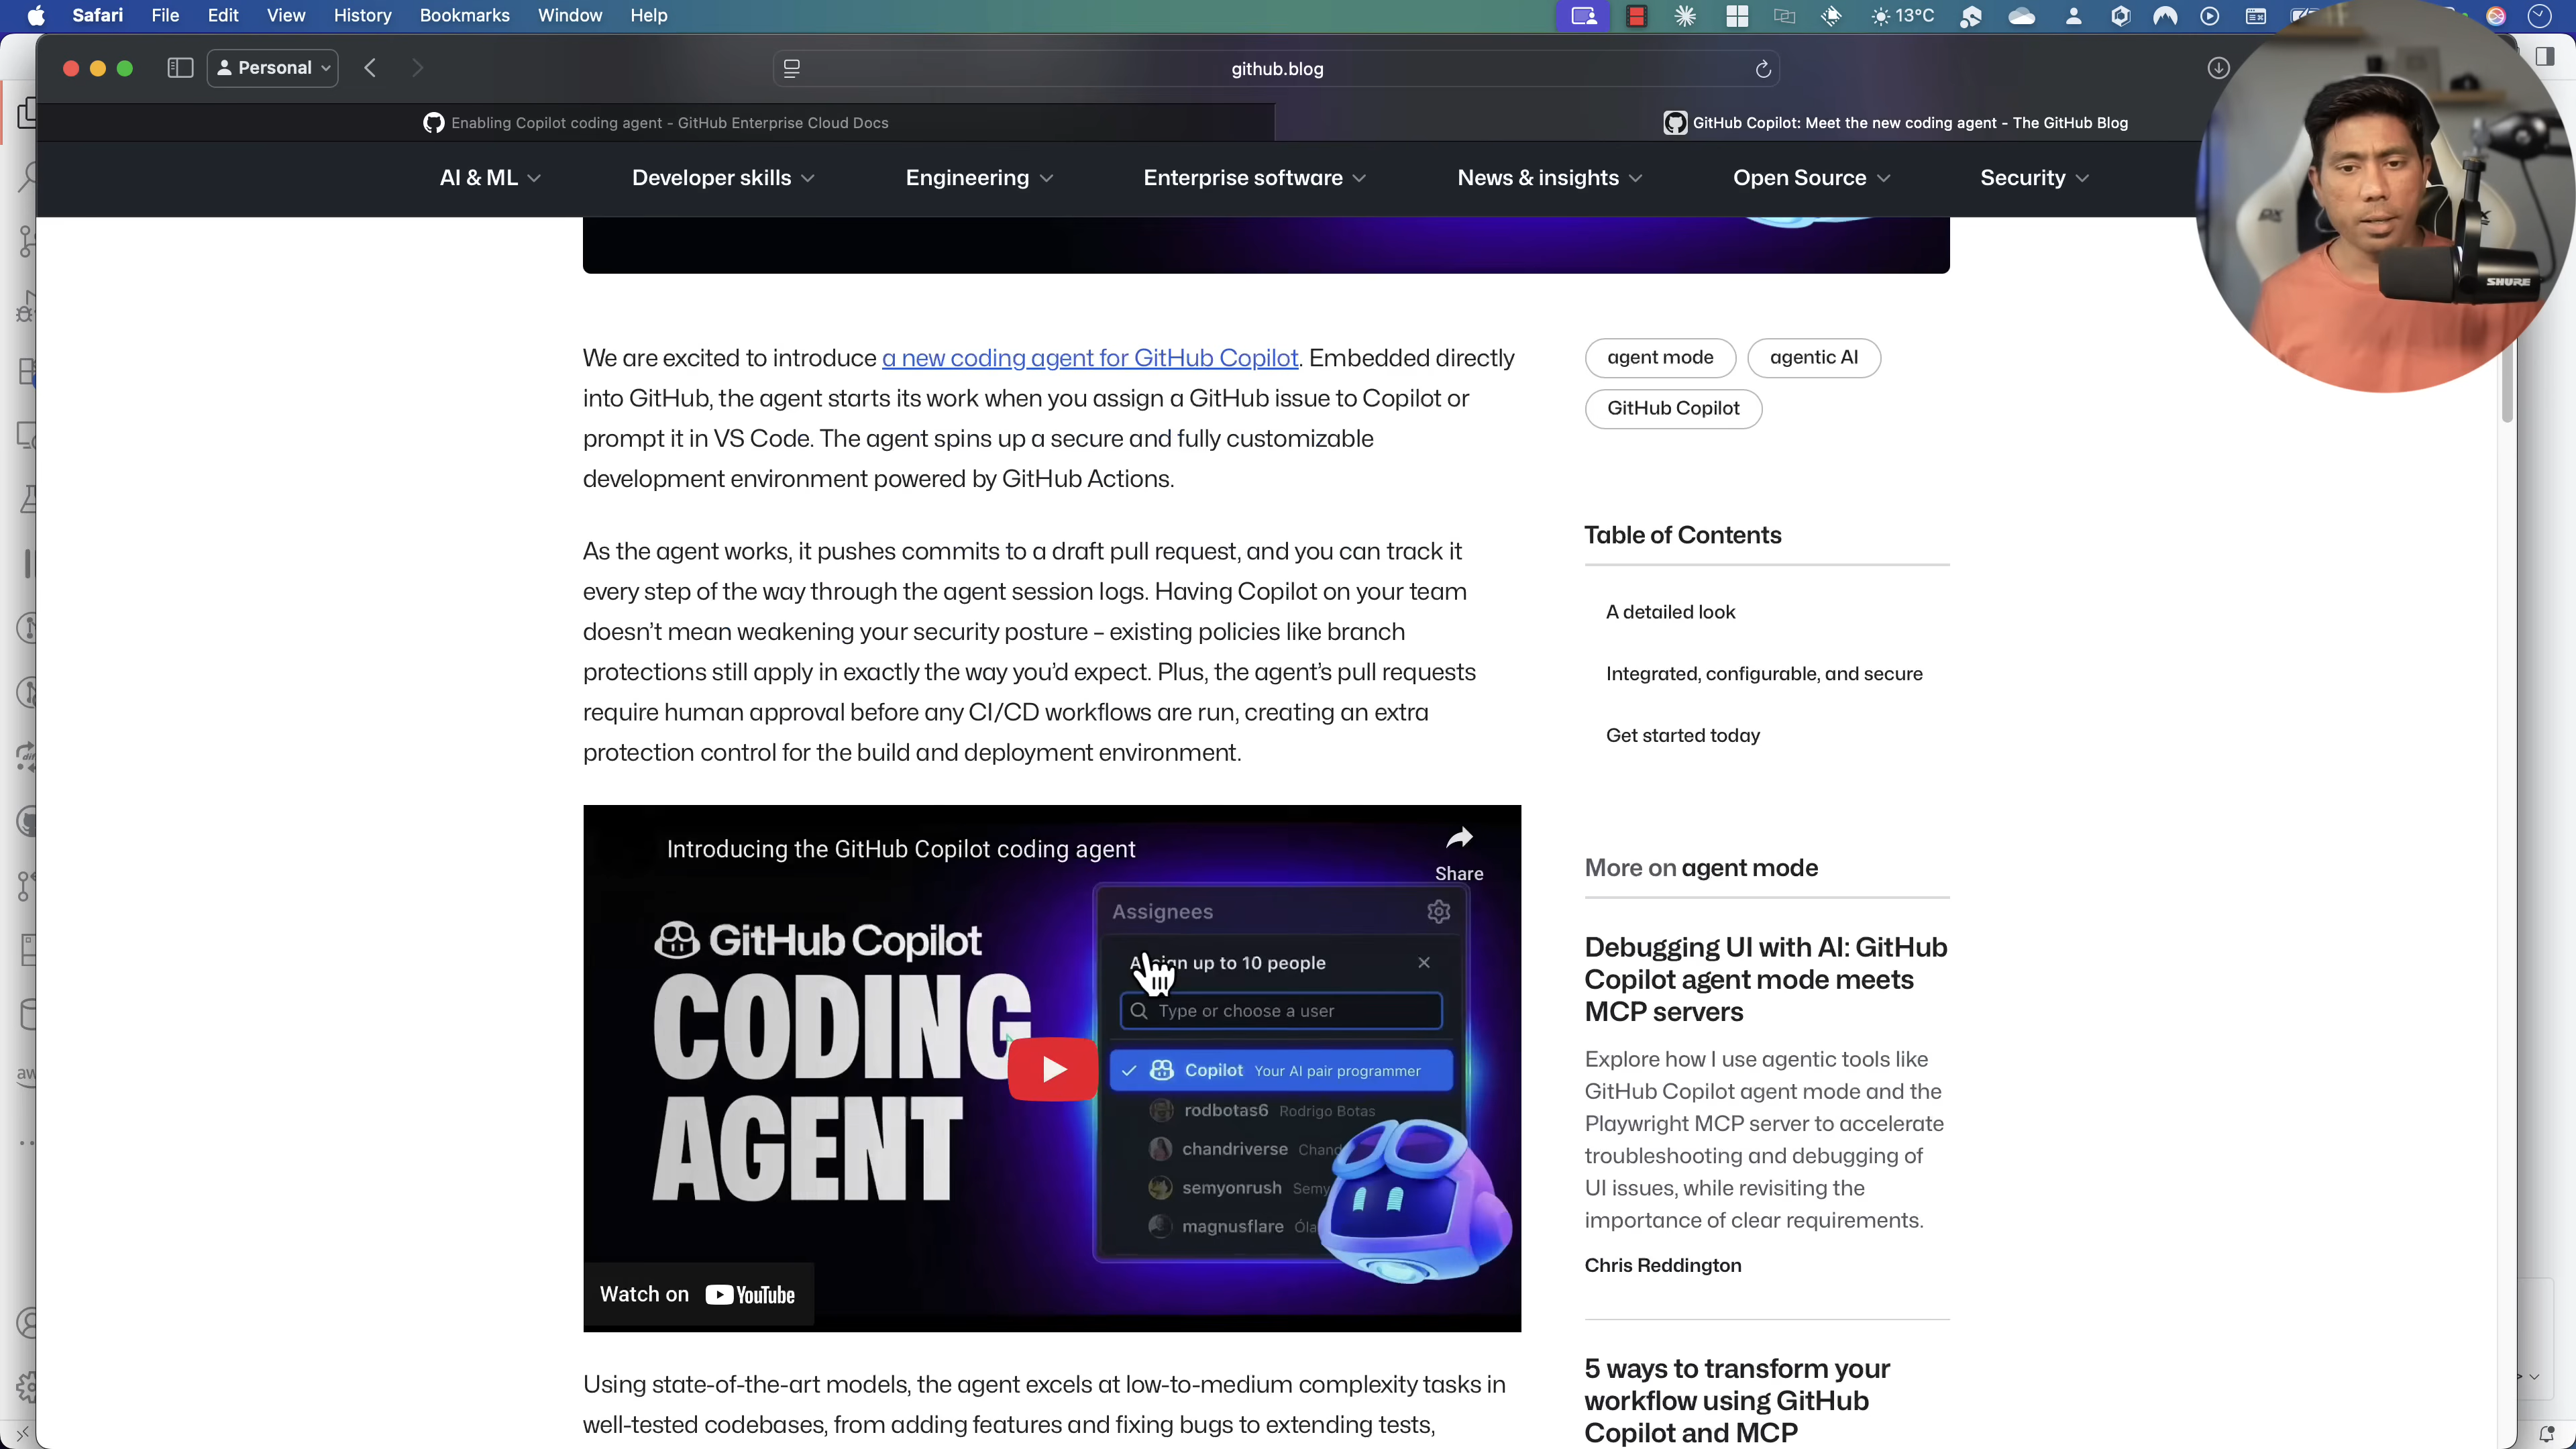 Safari File Edit View History Bookmarks Window Help
13°C
Personal
github.blog
Enabling Copilot coding agent - GitHub Enterprise Cloud Docs
GitHub Copilot: Meet the new coding agent - The GitHub Blog
AI & ML Developer skills Engineering Enterprise software News & insights Open Source Security
SHURE
We are excited to introduce a new coding agent for GitHub Copilot. Embedded directly
into GitHub, the agent starts its work when you assign a GitHub issue to Copilot or
prompt it in VS Code. The agent spins up a secure and fully customizable
development environment powered by GitHub Actions.
As the agent works, it pushes commits to a draft pull request, and you can track it
every step of the way through the agent session logs. Having Copilot on your team
doesn’t mean weakening your security posture – existing policies like branch
protections still apply in exactly the way you’d expect. Plus, the agent’s pull requests
require human approval before any CI/CD workflows are run, creating an extra
protection control for the build and deployment environment.
Introducing the GitHub Copilot coding agent
Share
GitHub Copilot
CODING
AGENT
Assignees
up to 10 people
Type or choose a user
Copilot Your AI pair programmer
rodbotas6 Rodrigo Botas
chandriverse Chand
semyonrush Semy
magnusflare Óla
Watch on YouTube
Using state-of-the-art models, the agent excels at low-to-medium complexity tasks in
well-tested codebases, from adding features and fixing bugs to extending tests,
agent mode
agentic AI
GitHub Copilot
Table of Contents
A detailed look
Integrated, configurable, and secure
Get started today
More on agent mode
Debugging UI with AI: GitHub
Copilot agent mode meets
MCP servers
Explore how I use agentic tools like
GitHub Copilot agent mode and the
Playwright MCP server to accelerate
troubleshooting and debugging of
UI issues, while revisiting the
importance of clear requirements.
Chris Reddington
5 ways to transform your
workflow using GitHub
Copilot and MCP